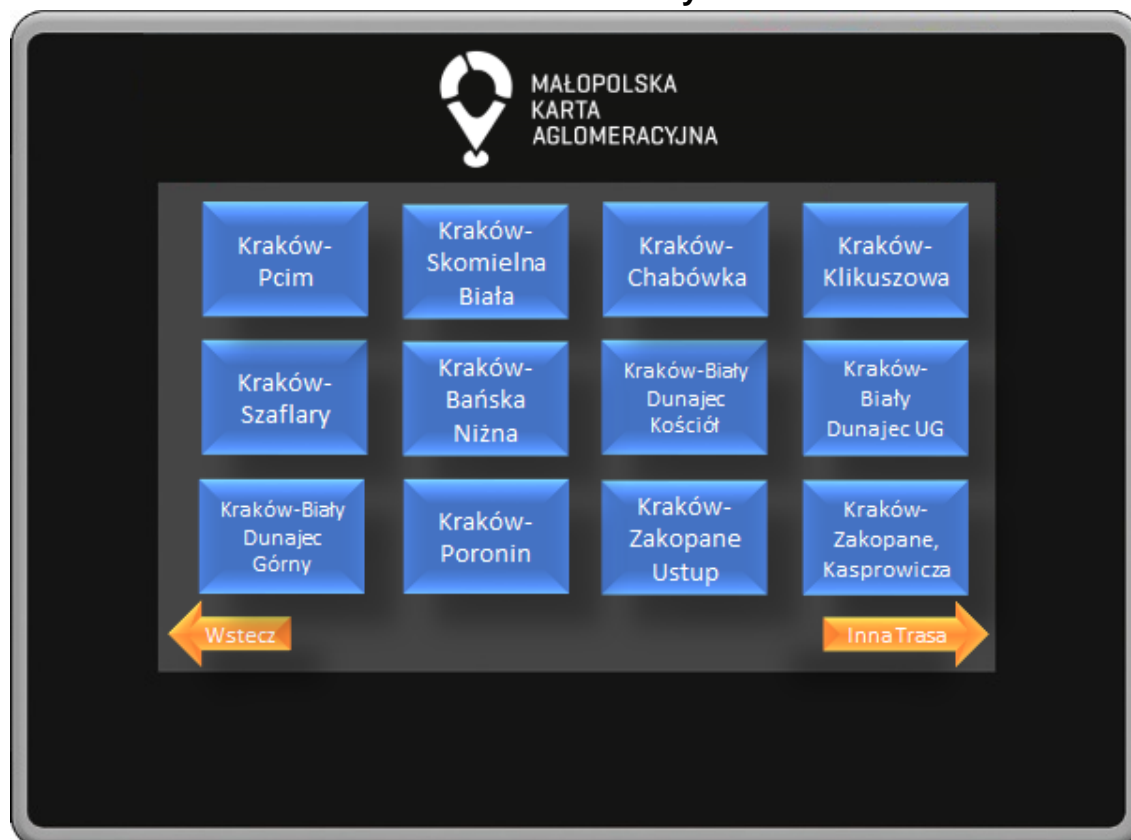 MAŁOPOLSKA
KARTA
AGLOMERACYJNA
Kraków-
Pcim
Kraków-
Skomielna
Biała
Kraków-
Chabówka
Kraków-
Klikuszowa
Kraków-
Szaflary
Kraków-
Bańska
Niżna
Kraków-Biały
Dunajec
Kościół
Kraków-
Biały
Dunajec UG
Kraków-Biały
Dunajec
Górny
Kraków-
Poronin
Kraków-
Zakopane
Ustup
Kraków-
Zakopane,
Kasprowicza
Wstecz
Inna Trasa